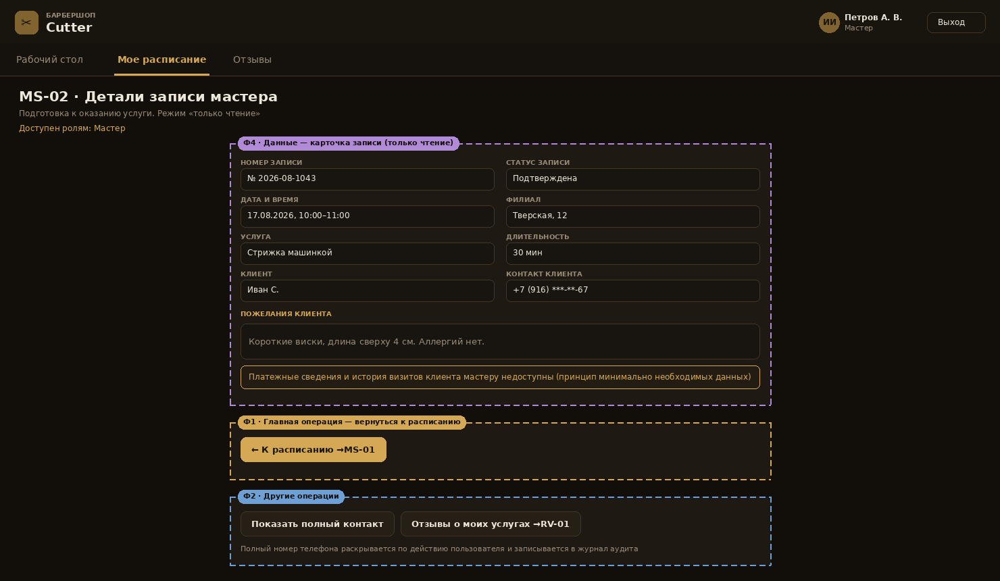 ✂
БАРБЕРШОП
Cutter
ИИ
Петров А. В.
Мастер
Выход
Рабочий стол
Мое расписание
Отзывы
MS-02 · Детали записи мастера
Подготовка к оказанию услуги. Режим «только чтение»
Доступен ролям: Мастер
Ф4 · Данные — карточка записи (только чтение)
НОМЕР ЗАПИСИ
№ 2026-08-1043
СТАТУС ЗАПИСИ
Подтверждена
ДАТА И ВРЕМЯ
17.08.2026, 10:00–11:00
ФИЛИАЛ
Тверская, 12
УСЛУГА
Стрижка машинкой
ДЛИТЕЛЬНОСТЬ
30 мин
КЛИЕНТ
Иван С.
КОНТАКТ КЛИЕНТА
+7 (916) ***-**-67
ПОЖЕЛАНИЯ КЛИЕНТА
Короткие виски, длина сверху 4 см. Аллергий нет.
Платежные сведения и история визитов клиента мастеру недоступны (принцип минимально необходимых данных)
Ф1 · Главная операция — вернуться к расписанию
← К расписанию →MS-01
Ф2 · Другие операции
Показать полный контакт
Отзывы о моих услугах →RV-01
Полный номер телефона раскрывается по действию пользователя и записывается в журнал аудита